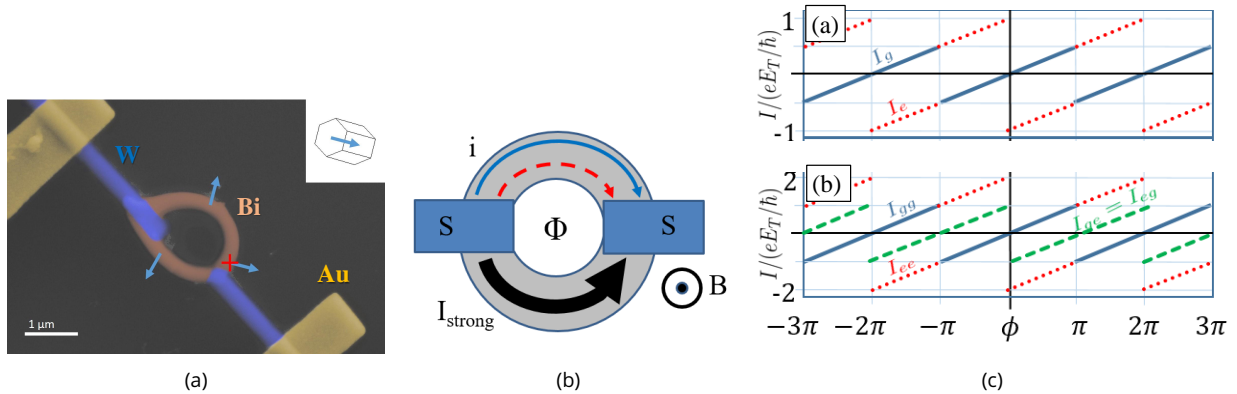 W
Bi
Au
1 μm
(a)
i
S
Φ
S
I_strong
B
(b)
(a)
1
I_g
I_e
-1
I/(eE_T/ħ)
(b)
2
I_gg
I_ge = I_eg
I_ee
-2
I/(eE_T/ħ)
−3π −2π −π ϕ π 2π 3π
(c)